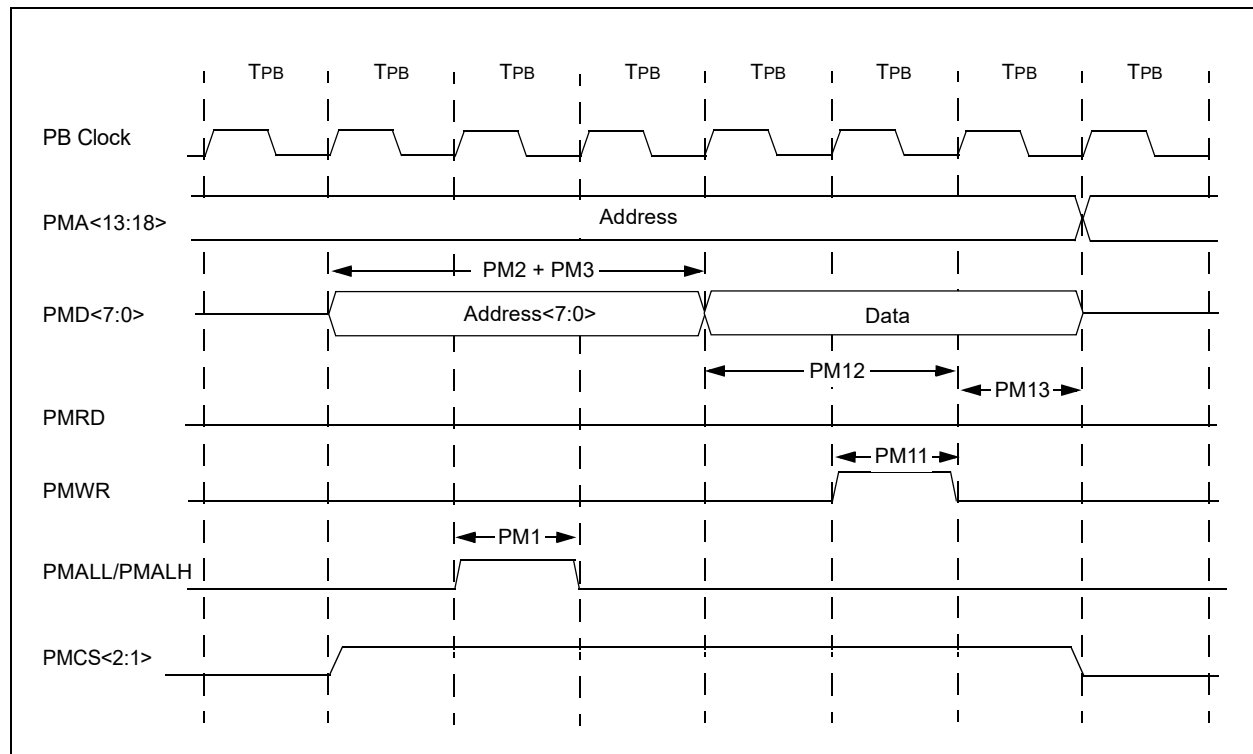 TPB TPB TPB TPB TPB TPB TPB TPB
PB Clock
PMA<13:18>
Address
PM2 + PM3
PMD<7:0>
Address<7:0>
Data
PM12
PM13
PMRD
PM11
PMWR
PM1
PMALL/PMALH
PMCS<2:1>